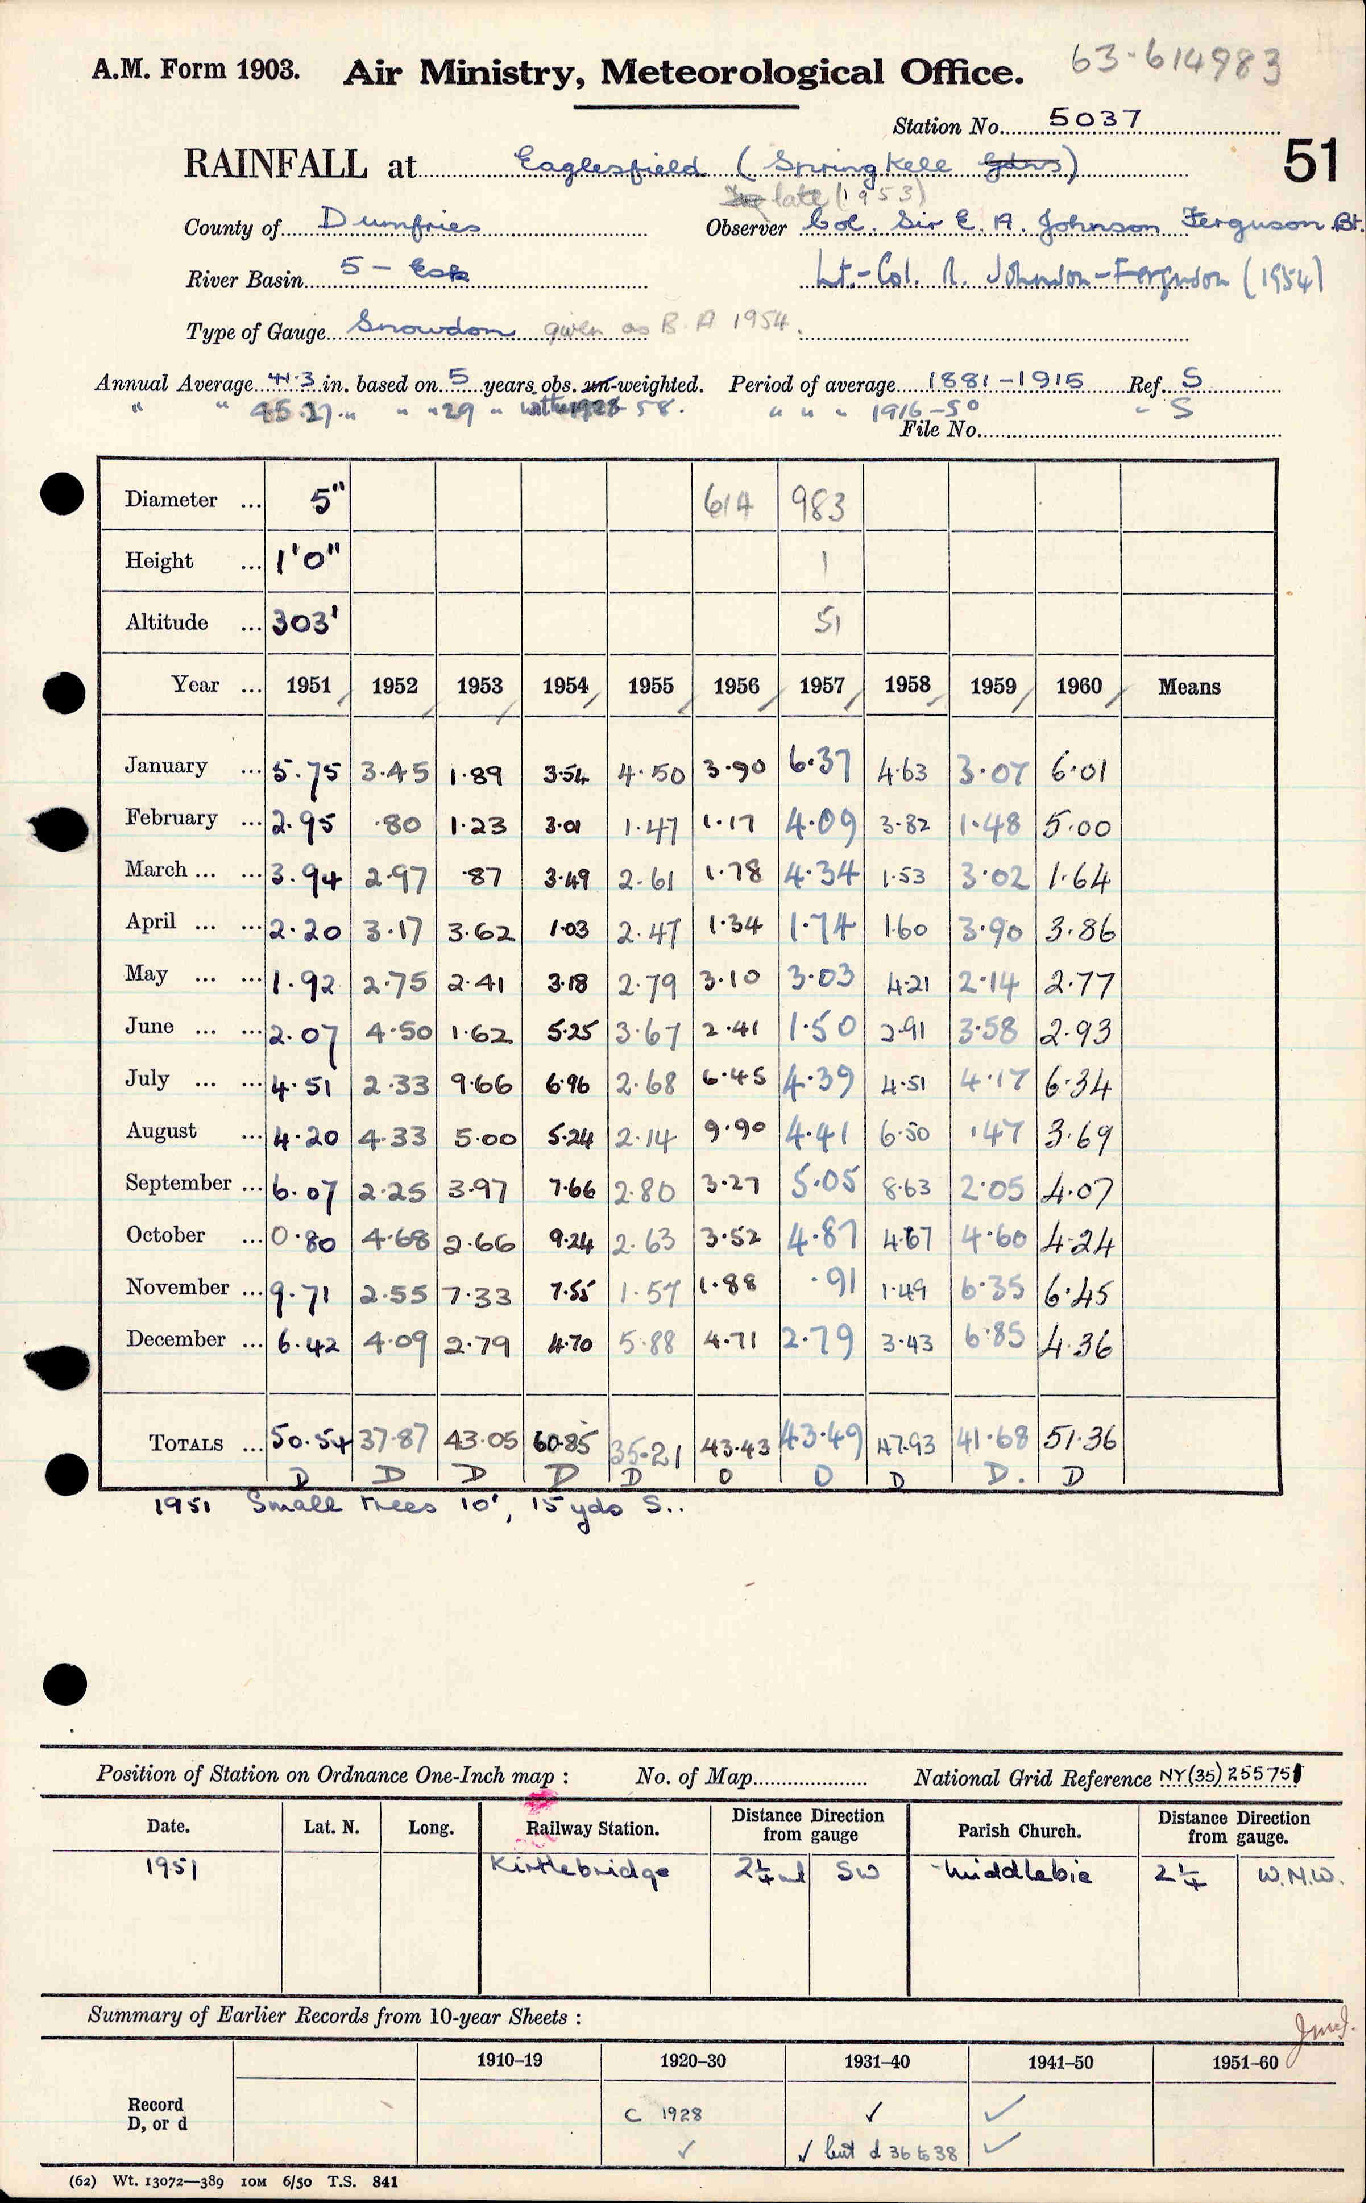 63-614983
A.M. Form 1903. Air Ministry, Meteorological Office.
Station No. 5037
RAINFALL at Eaglesfield (Springkell Gdns) 51
late (1953)
County of Dumfries Observer Col. Sir E. A. Johnson Ferguson Bt.
River Basin 5 - Esk Lt.-Col. A. Johnson-Ferguson (1954)
Type of Gauge Snowdon given as B.A 1954.
Annual Average 41.3 in. based on 5 years obs. un-weighted. Period of average 1881-1915 Ref. S
" " 45.27 " " " 29 " " " " 1916-50 " S
File No.
Diameter ... 5" 614 983
Height ... 1'0" 1
Altitude ... 303' 51
Year ... 1951 1952 1953 1954 1955 1956 1957 1958 1959 1960 Means
January ... 5.75 3.45 1.89 3.54 4.50 3.90 6.37 4.63 3.07 6.01
February ... 2.95 .80 1.23 3.01 1.47 1.17 4.09 3.82 1.48 5.00
March ... ... 3.94 2.97 .87 3.49 2.61 1.78 4.34 1.53 3.02 1.64
April ... ... 2.20 3.17 3.62 1.03 2.47 1.34 1.74 1.60 3.90 3.86
May ... ... 1.92 2.75 2.41 3.18 2.79 3.10 3.03 4.21 2.14 2.77
June ... ... 2.07 4.50 1.62 5.25 3.67 2.41 1.50 2.91 3.58 2.93
July ... ... 4.51 2.33 9.66 6.96 2.68 6.45 4.39 4.51 4.17 6.34
August ... 4.20 4.33 5.00 5.24 2.14 9.90 4.41 6.50 .47 3.69
September ... 6.07 2.25 3.97 7.66 2.80 3.27 5.05 8.63 2.05 4.07
October ... 0.80 4.68 2.66 9.24 2.63 3.52 4.87 4.67 4.60 4.24
November ... 9.71 2.55 7.33 7.55 1.57 1.88 .91 1.49 6.35 6.45
December ... 6.42 4.09 2.79 4.70 5.88 4.71 2.79 3.43 6.85 4.36
TOTALS ... 50.54 37.87 43.05 60.85 35.21 43.43 43.49 47.93 41.68 51.36
D D D D D D D D D. D
1951 Small trees 10', 15 yds S..
Position of Station on Ordnance One-Inch map : No. of Map National Grid Reference NY(35) 255751
Date. Lat. N. Long. Railway Station. Distance Direction from gauge Parish Church. Distance Direction from gauge.
1951 Kirtlebridge 2¼ ml SW Middlebie 2¼ W.N.W.
Summary of Earlier Records from 10-year Sheets :
1910–19 1920–30 1931–40 1941–50 1951–60
Record D, or d C 1928 ✓ ✓
✓ ✓ but d 36 to 38 ✓
(62) Wt. 13072—389 10M 6/50 T.S. 841